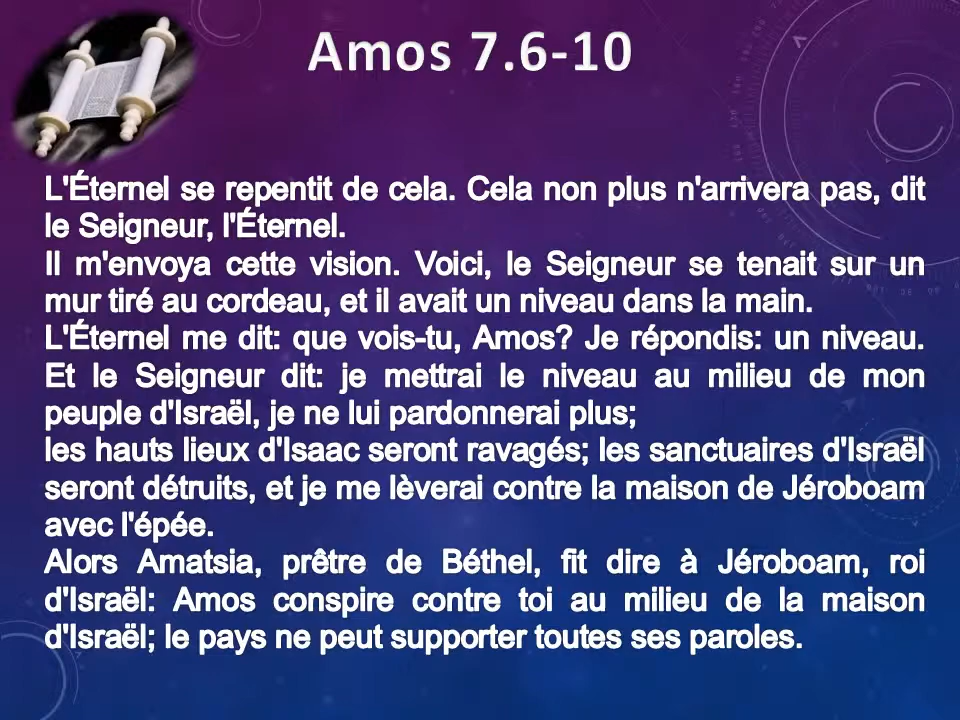 Amos 7.6-10
L'Éternel se repentit de cela. Cela non plus n'arrivera pas, dit
le Seigneur, l'Éternel.
Il m'envoya cette vision. Voici, le Seigneur se tenait sur un
mur tiré au cordeau, et il avait un niveau dans la main.
L'Éternel me dit: que vois-tu, Amos? Je répondis: un niveau.
Et le Seigneur dit: je mettrai le niveau au milieu de mon
peuple d'Israël, je ne lui pardonnerai plus;
les hauts lieux d'Isaac seront ravagés; les sanctuaires d'Israël
seront détruits, et je me lèverai contre la maison de Jéroboam
avec l'épée.
Alors Amatsia, prêtre de Béthel, fit dire à Jéroboam, roi
d'Israël: Amos conspire contre toi au milieu de la maison
d'Israël; le pays ne peut supporter toutes ses paroles.